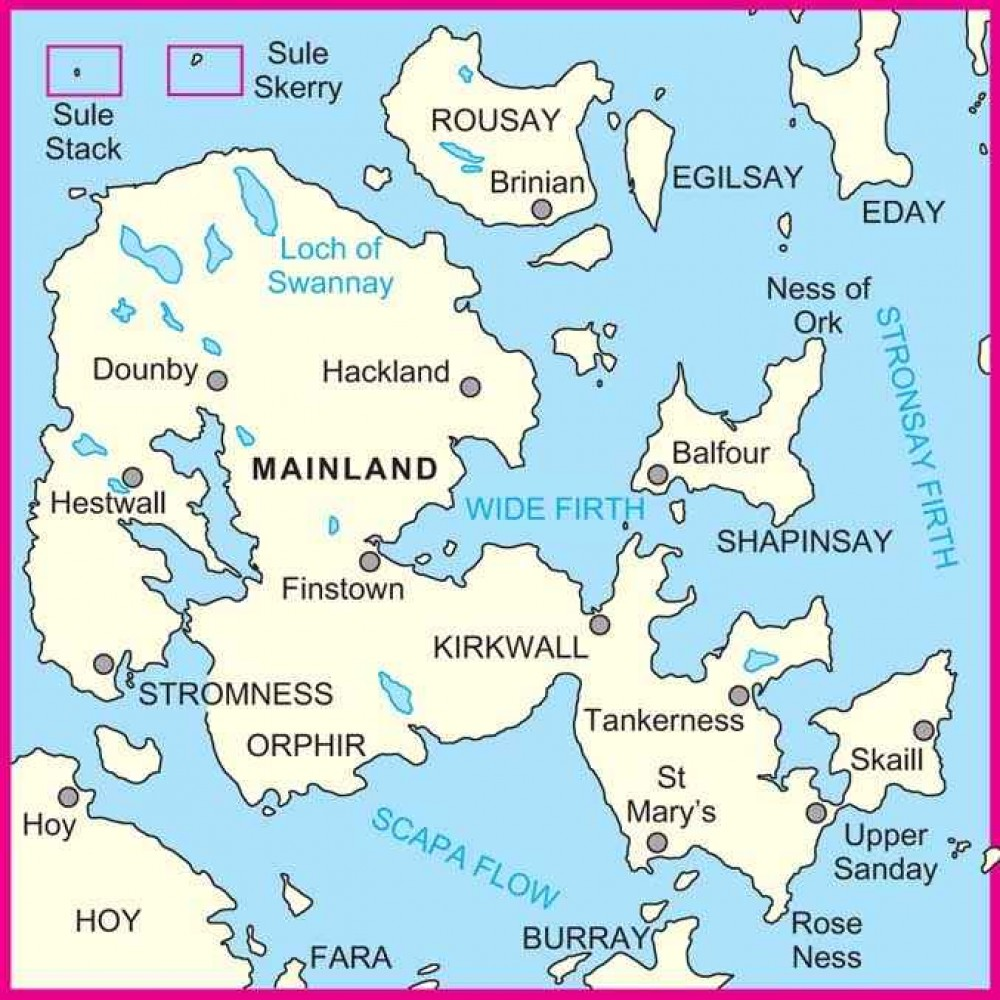 Sule
Skerry
Sule
Stack
ROUSAY
Brinian
EGILSAY
EDAY
Loch of
Swannay
Ness of
Ork
STRONSAY FIRTH
Dounby
Hackland
MAINLAND
Balfour
Hestwall
WIDE FIRTH
SHAPINSAY
Finstown
KIRKWALL
STROMNESS
Tankerness
ORPHIR
Skaill
St
Mary's
Hoy
SCAPA FLOW
Upper
Sanday
HOY
BURRAY
Rose
Ness
FARA